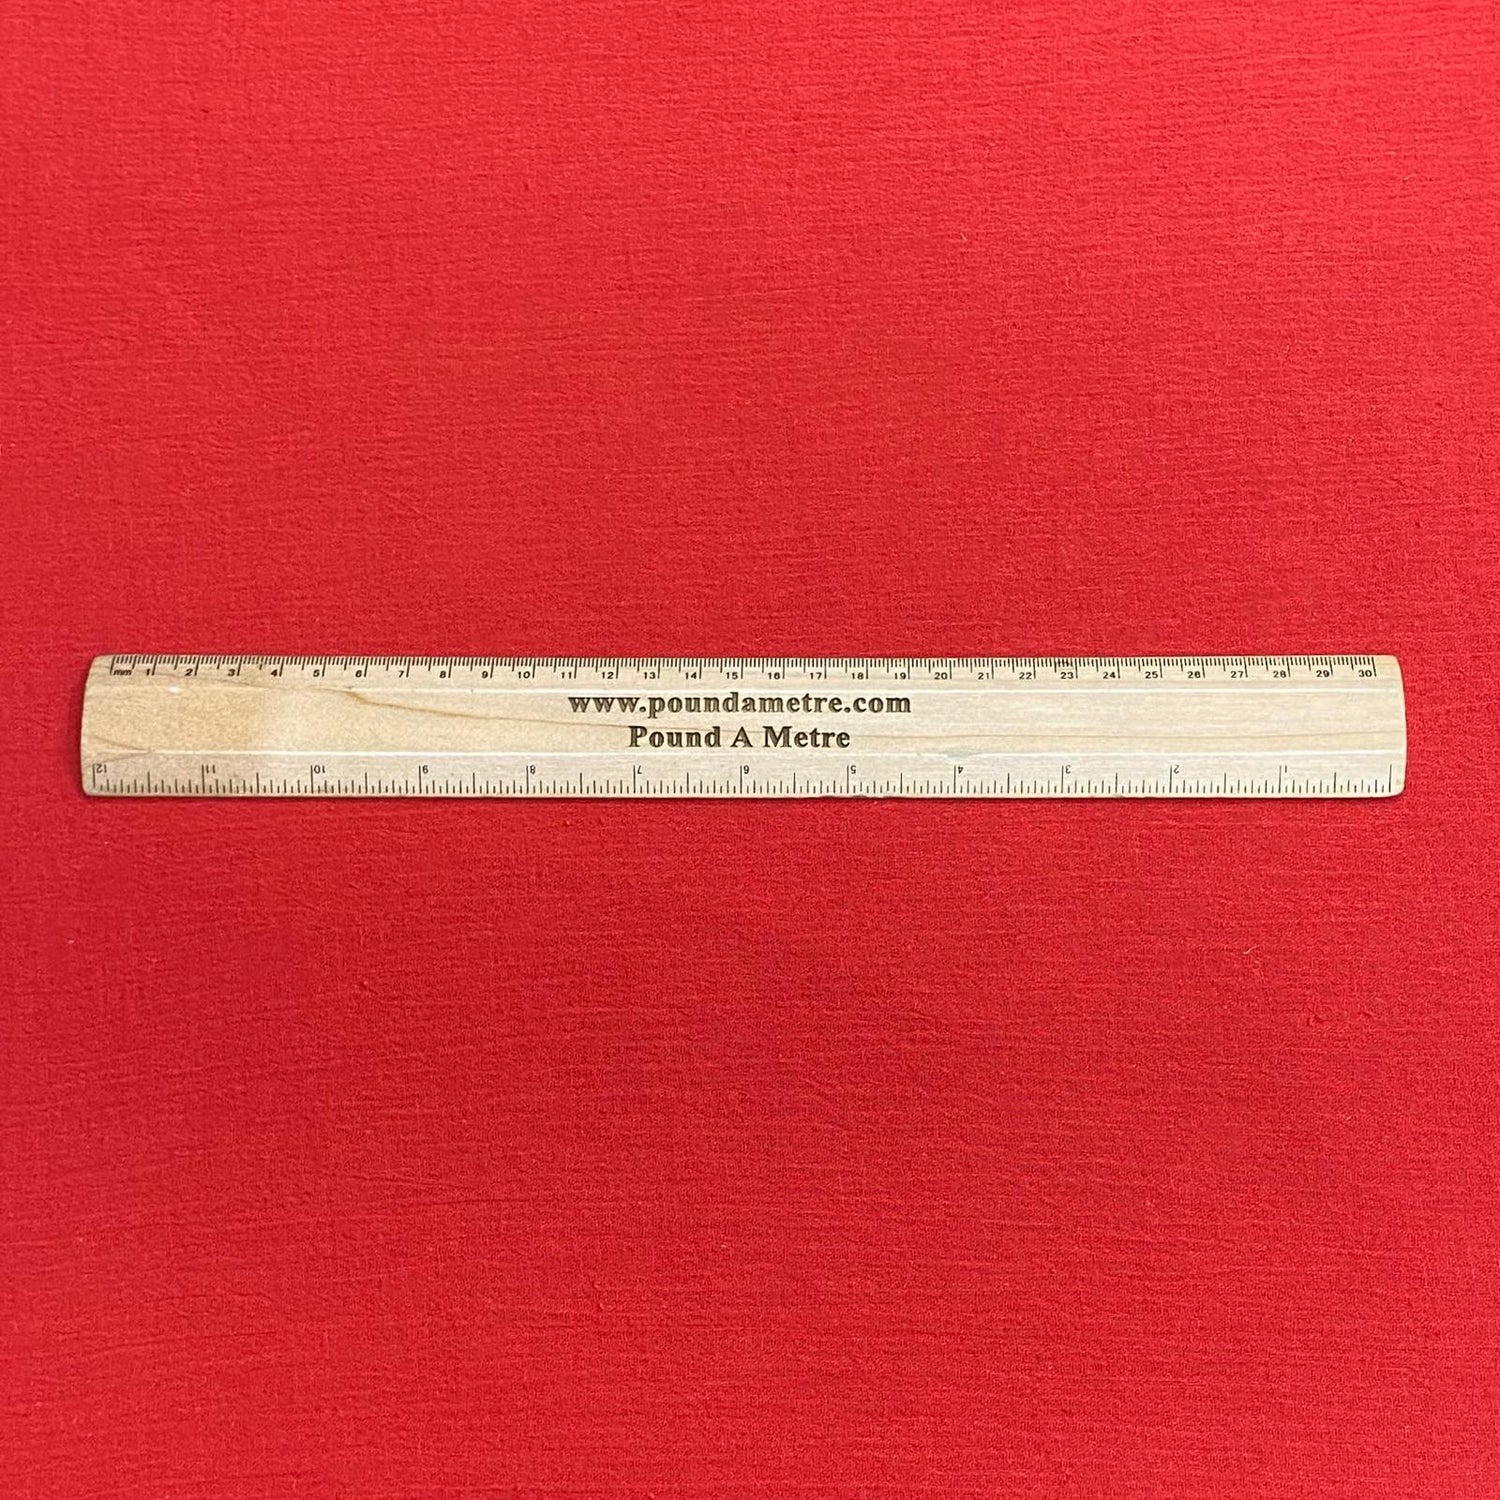 mm 1 2 3 4 5 6 7 8 9 10 11 12 13 14 15 16 17 18 19 20 21 22 23 24 25 26 27 28 29 30
www.poundametre.com
Pound A Metre
12 11 10 9 8 7 6 5 4 3 2 1